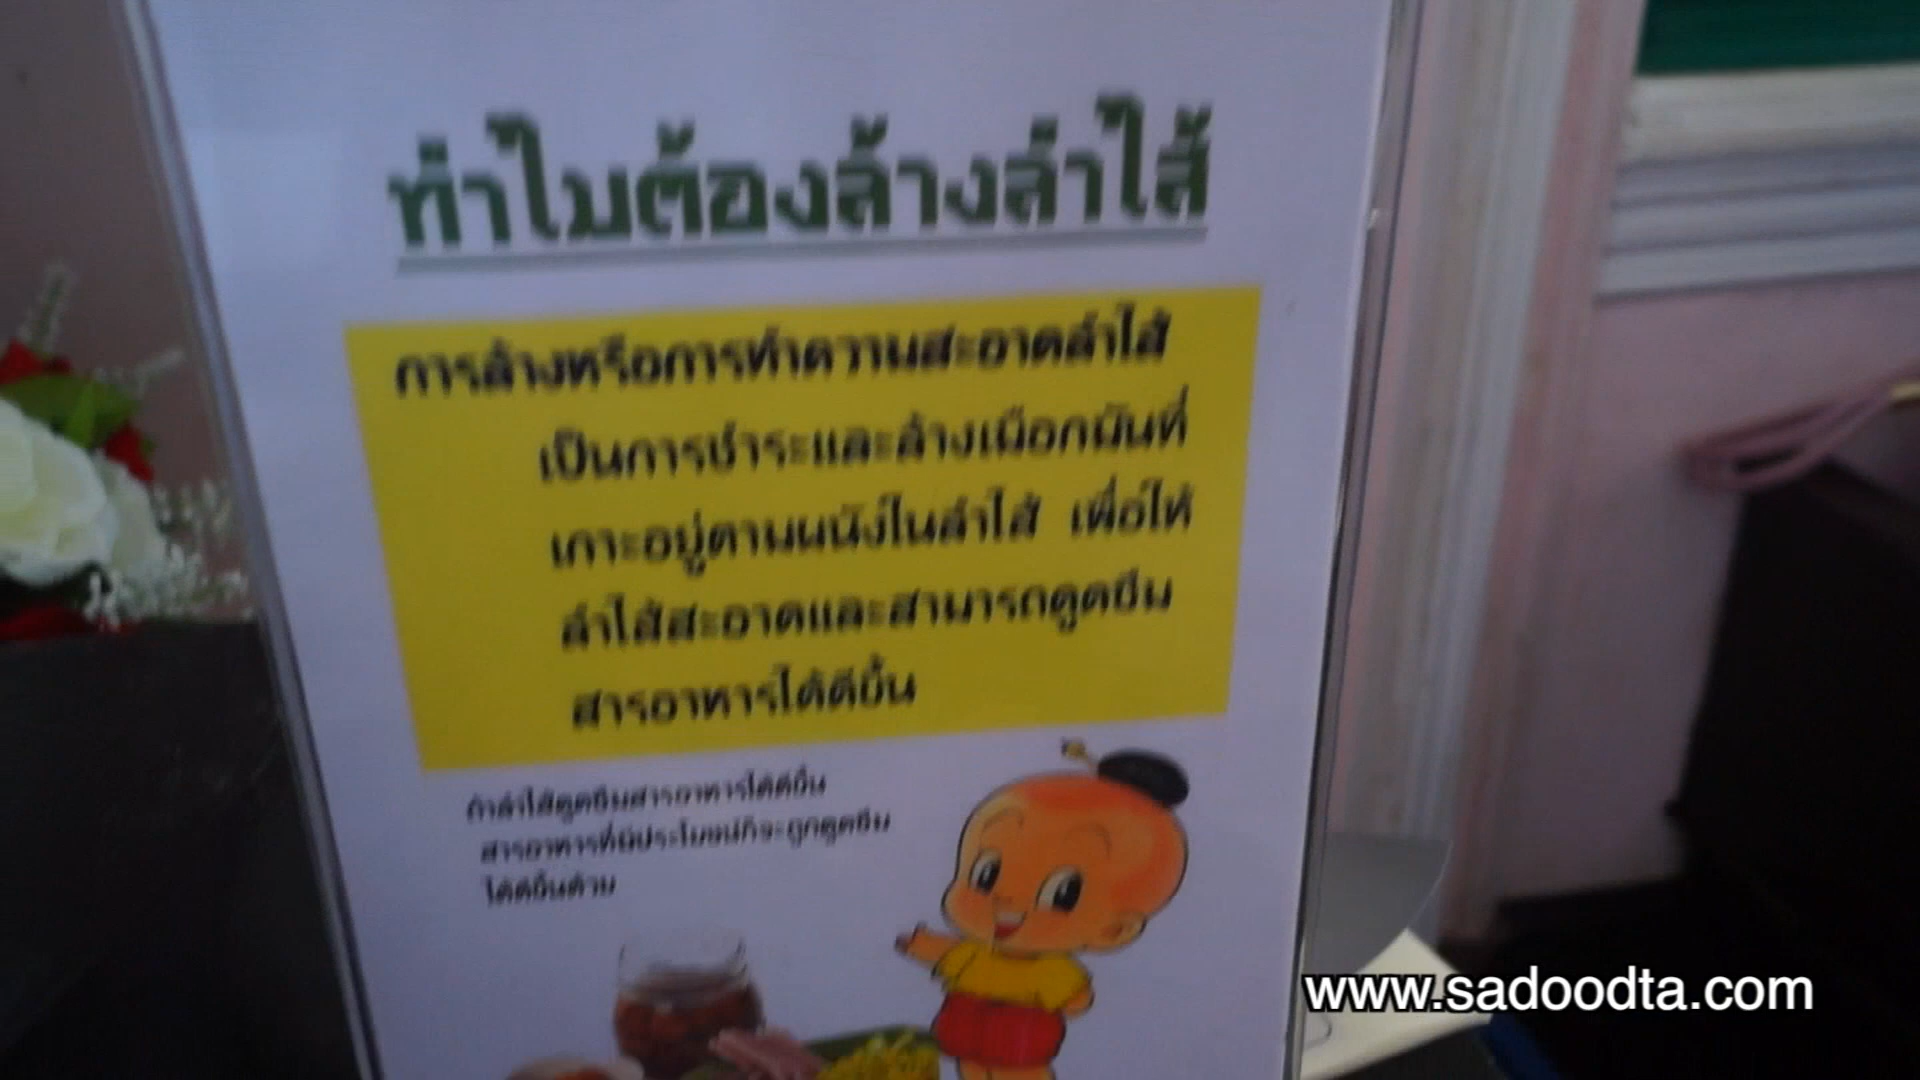 ทำไมต้องล้างลำไส้
การล้างหรือการทำความสะอาดลำไส้
เป็นการชำระและล้างเมือกมันที่
เกาะอยู่ตามผนังในลำไส้ เพื่อให้
ลำไส้สะอาดและสามารถดูดซึม
สารอาหารได้ดีขึ้น
ถ้าลำไส้ดูดซึมสารอาหารได้ดีขึ้น
สารอาหารที่มีประโยชน์ก็จะถูกดูดซึม
ได้ดีขึ้นด้วย
www.sadoodta.com